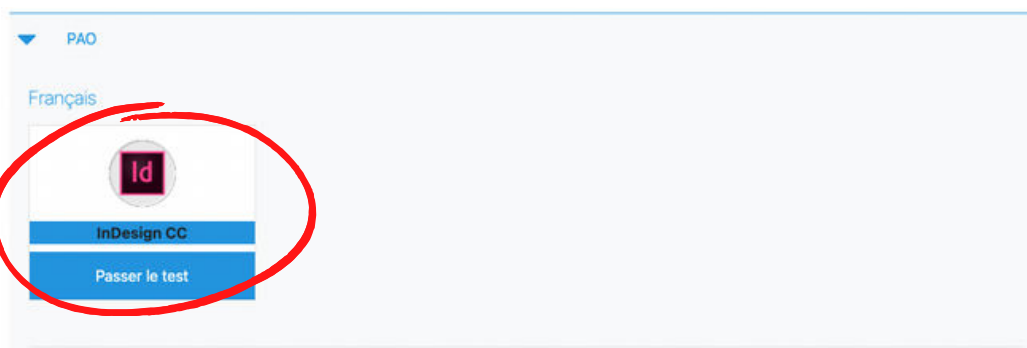 PAO
Français
Id
InDesign CC
Passer le test